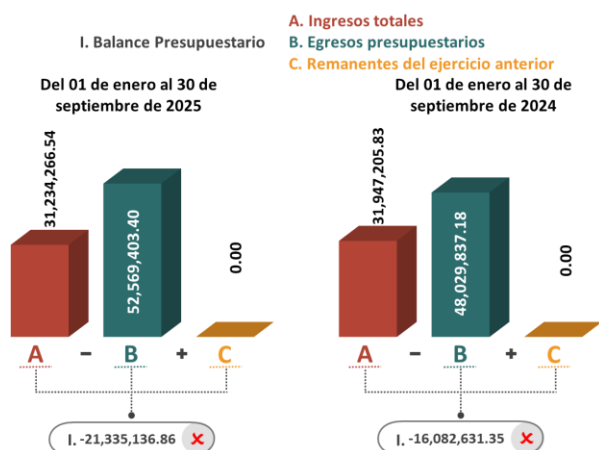 A. Ingresos totales
I. Balance Presupuestario
B. Egresos presupuestarios
C. Remanentes del ejercicio anterior
Del 01 de enero al 30 de
septiembre de 2025
31,234,266.54
52,569,403.40
0.00
A – B + C
I. -21,335,136.86
Del 01 de enero al 30 de
septiembre de 2024
31,947,205.83
48,029,837.18
0.00
A – B + C
I. -16,082,631.35